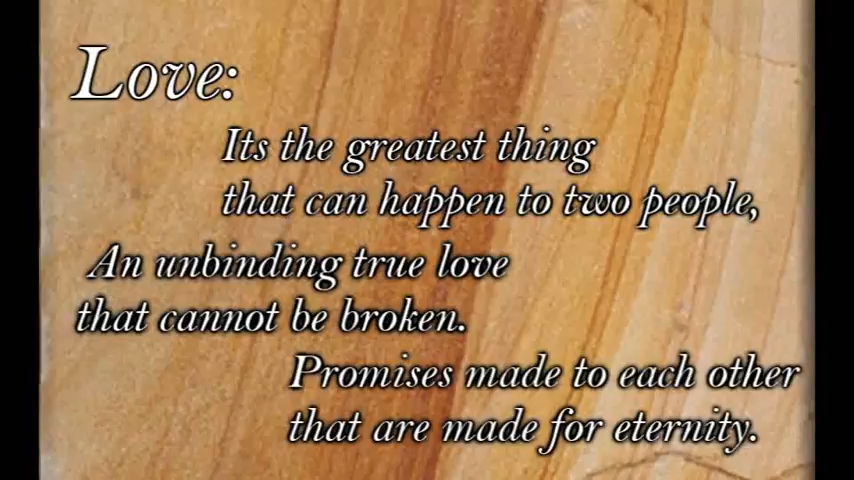 Love:
Its the greatest thing
that can happen to two people,
An unbinding true love
that cannot be broken.
Promises made to each other
that are made for eternity.